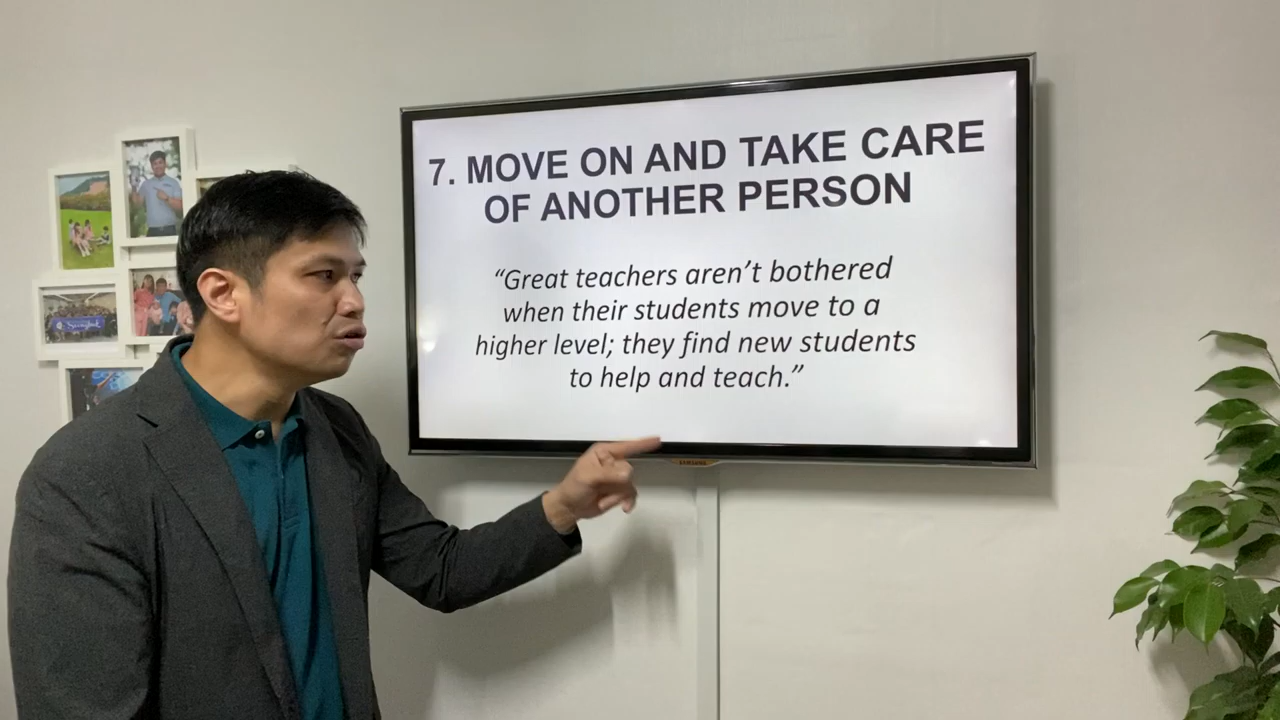 7. MOVE ON AND TAKE CARE
OF ANOTHER PERSON
“Great teachers aren’t bothered
when their students move to a
higher level; they find new students
to help and teach.”
SAMSUNG